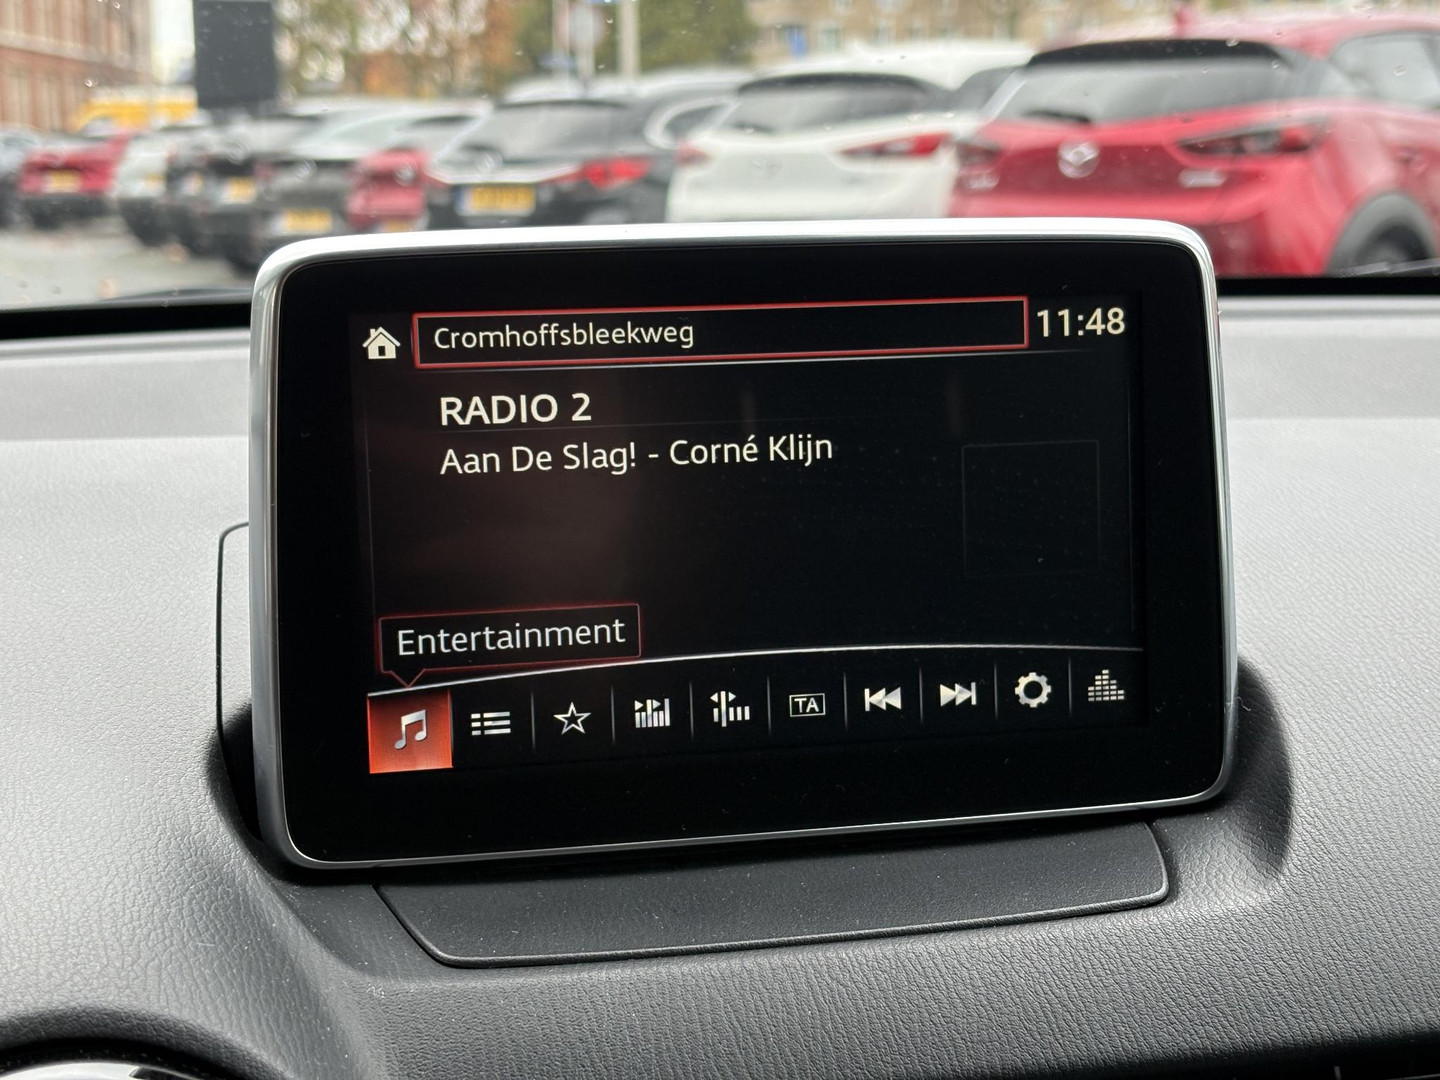 Cromhoffsbleekweg
11:48
RADIO 2
Aan De Slag! - Corné Klijn
Entertainment
TA